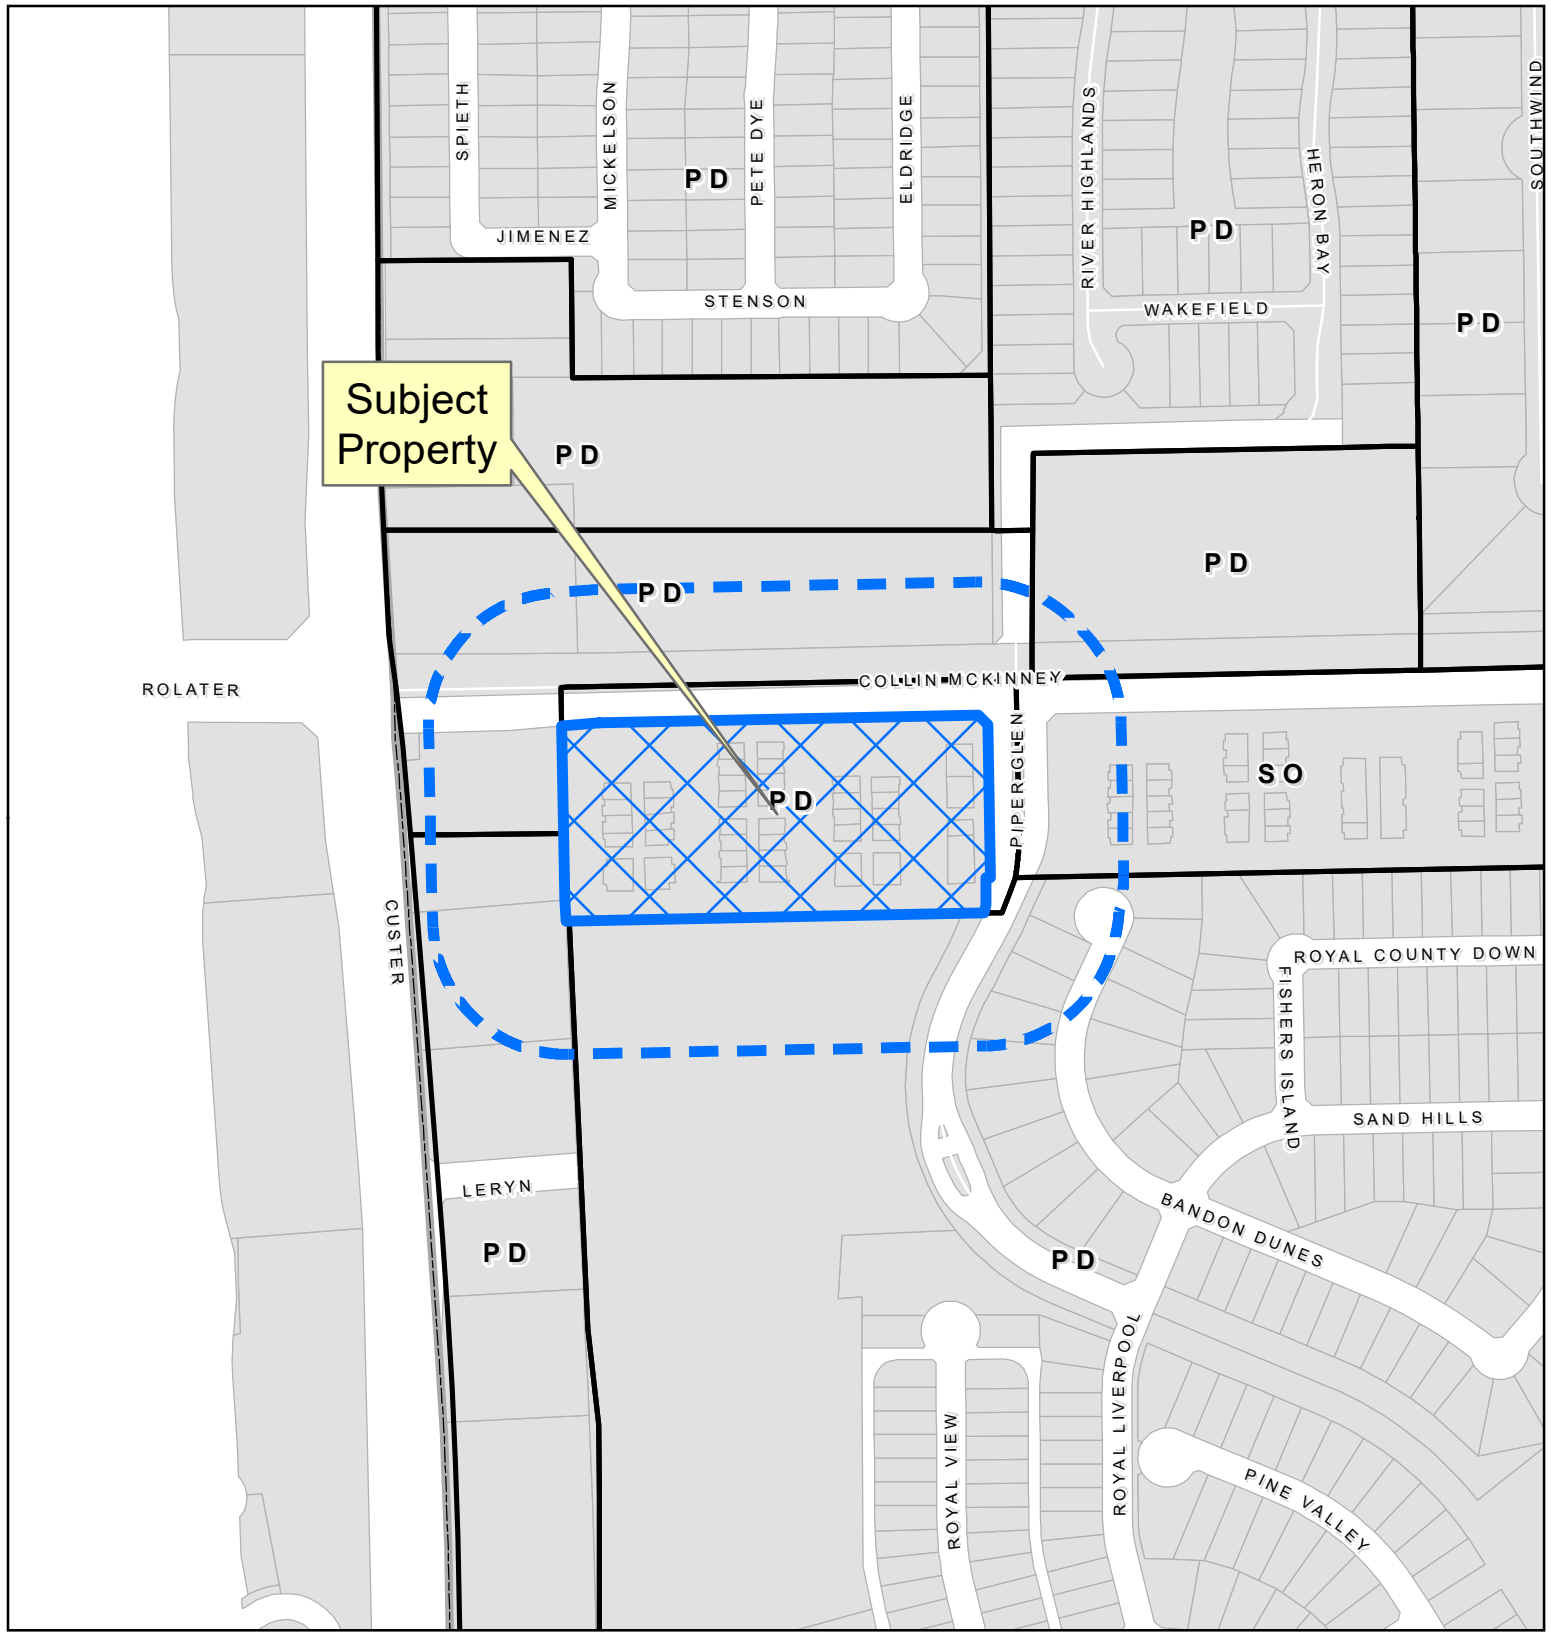 SPIETH
MICKELSON
PETE DYE
ELDRIDGE
RIVER HIGHLANDS
HERON BAY
SOUTHWIND
PD
JIMENEZ
PD
STENSON
WAKEFIELD
PD
Subject
Property
PD
PD
PD
ROLATER
COLLIN MCKINNEY
PIPER GLEN
PD
SO
CUSTER
ROYAL COUNTY DOWN
FISHERS ISLAND
SAND HILLS
LERYN
BANDON DUNES
PD
PD
ROYAL LIVERPOOL
ROYAL VIEW
PINE VALLEY